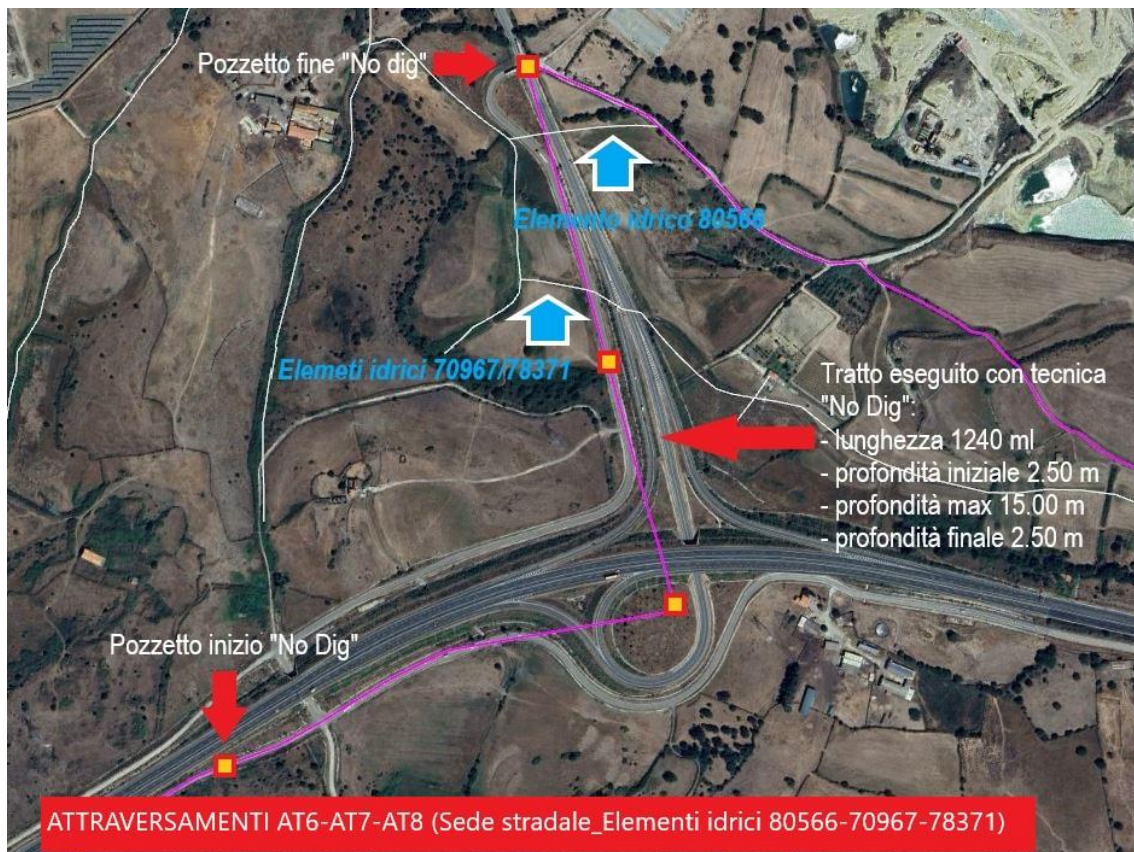 Pozzetto fine "No dig"
Elemento idrico 80566
Elemeti idrici 70967/78371
Tratto eseguito con tecnica
"No Dig":
- lunghezza 1240 ml
- profondità iniziale 2.50 m
- profondità max 15.00 m
- profondità finale 2.50 m
Pozzetto inizio "No Dig"
ATTRAVERSAMENTI AT6-AT7-AT8 (Sede stradale_Elementi idrici 80566-70967-78371)